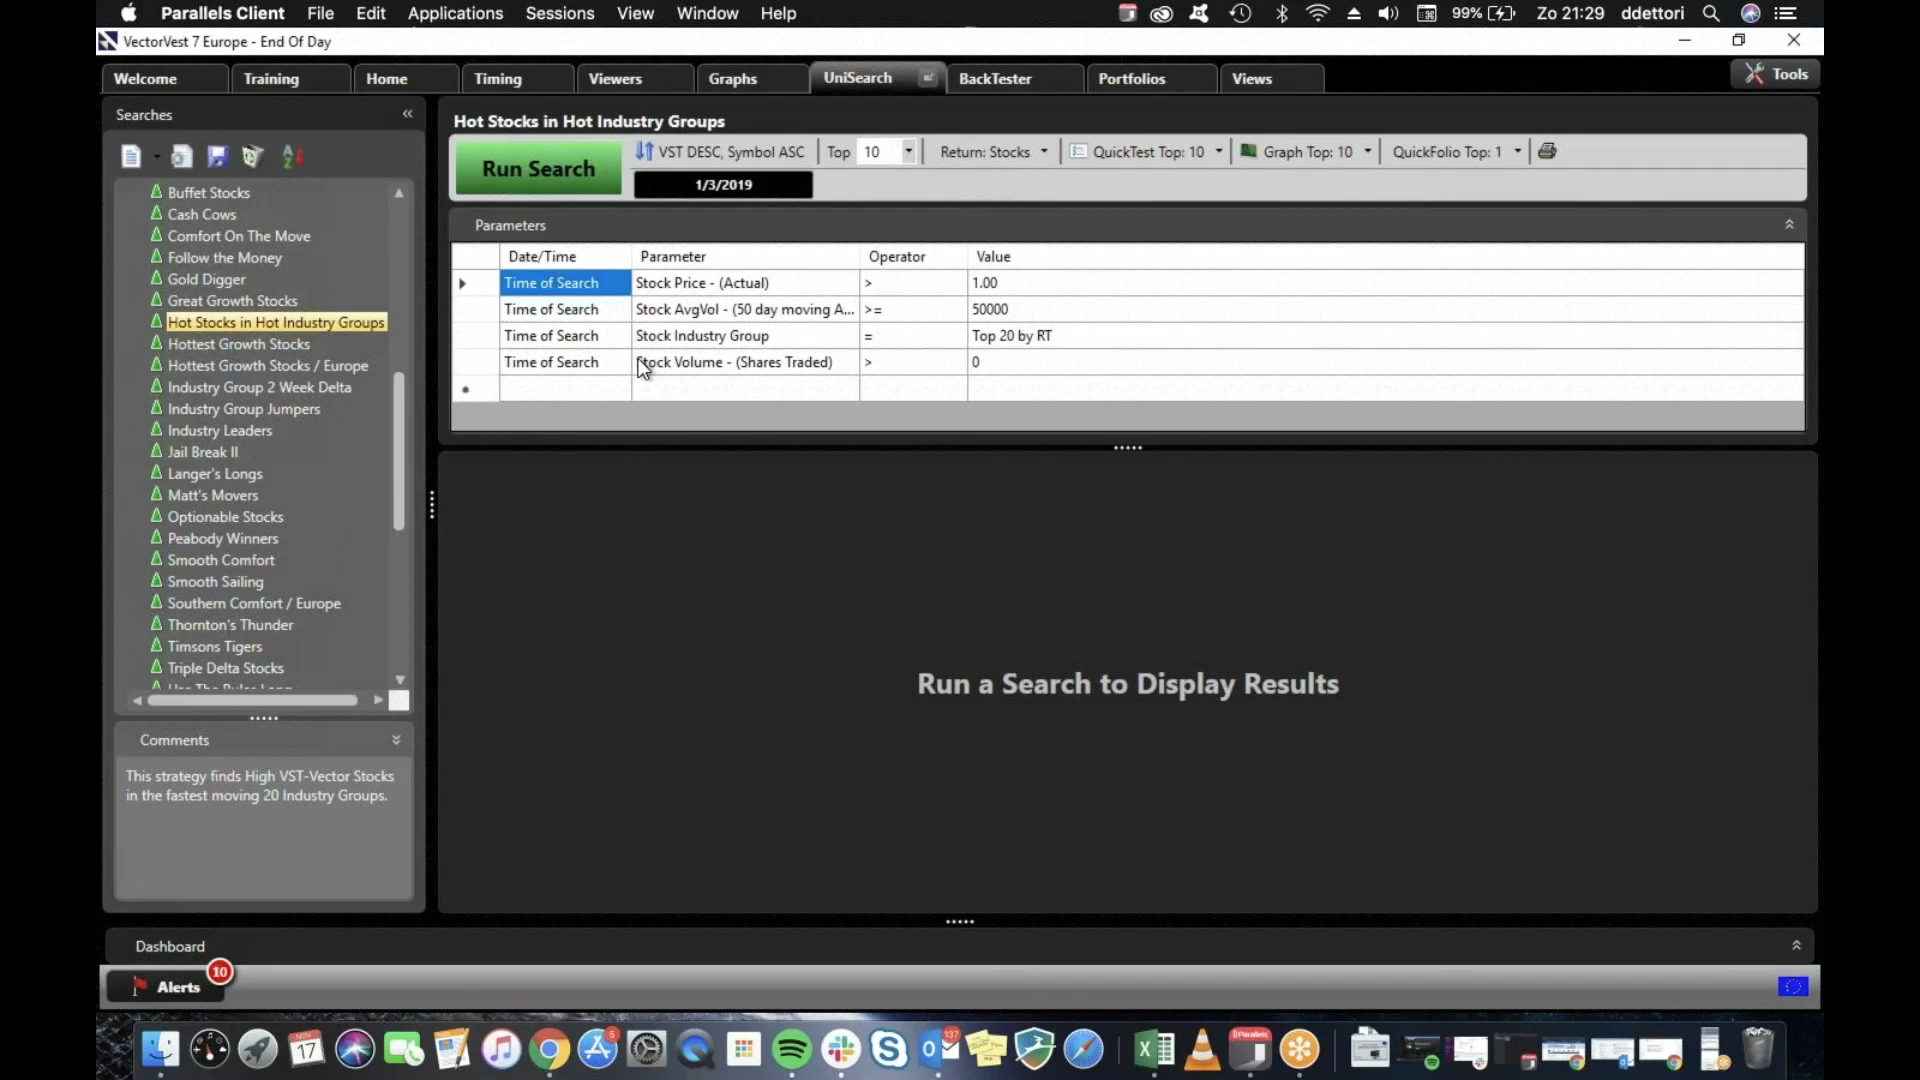 Parallels Client File Edit Applications Sessions View Window Help 99% Zo 21:29 ddettori
VectorVest 7 Europe - End Of Day
Welcome Training Home Timing Viewers Graphs UniSearch BackTester Portfolios Views Tools
Searches
Buffet Stocks
Cash Cows
Comfort On The Move
Follow the Money
Gold Digger
Great Growth Stocks
Hot Stocks in Hot Industry Groups
Hottest Growth Stocks
Hottest Growth Stocks / Europe
Industry Group 2 Week Delta
Industry Group Jumpers
Industry Leaders
Jail Break II
Langer's Longs
Matt's Movers
Optionable Stocks
Peabody Winners
Smooth Comfort
Smooth Sailing
Southern Comfort / Europe
Thornton's Thunder
Timsons Tigers
Triple Delta Stocks
Comments
This strategy finds High VST-Vector Stocks
in the fastest moving 20 Industry Groups.
Hot Stocks in Hot Industry Groups
Run Search
VST DESC, Symbol ASC Top 10 Return: Stocks QuickTest Top: 10 Graph Top: 10 QuickFolio Top: 1
1/3/2019
Parameters
Date/Time Parameter Operator Value
Time of Search Stock Price - (Actual) > 1.00
Time of Search Stock AvgVol - (50 day moving A... >= 50000
Time of Search Stock Industry Group = Top 20 by RT
Time of Search Stock Volume - (Shares Traded) > 0
Run a Search to Display Results
Dashboard
Alerts 10
NOV
17
5
137
Parallels